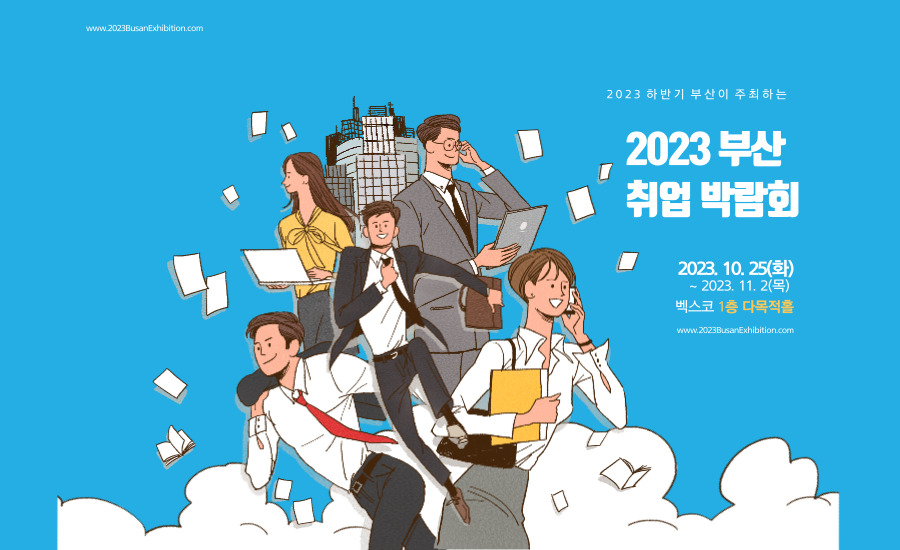 www.2023BusanExhibition.com
2023 하반기 부산이 주최하는
2023 부산
취업 박람회
2023. 10. 25(화)
~ 2023. 11. 2(목)
벡스코 1층 다목적홀
www.2023BusanExhibition.com